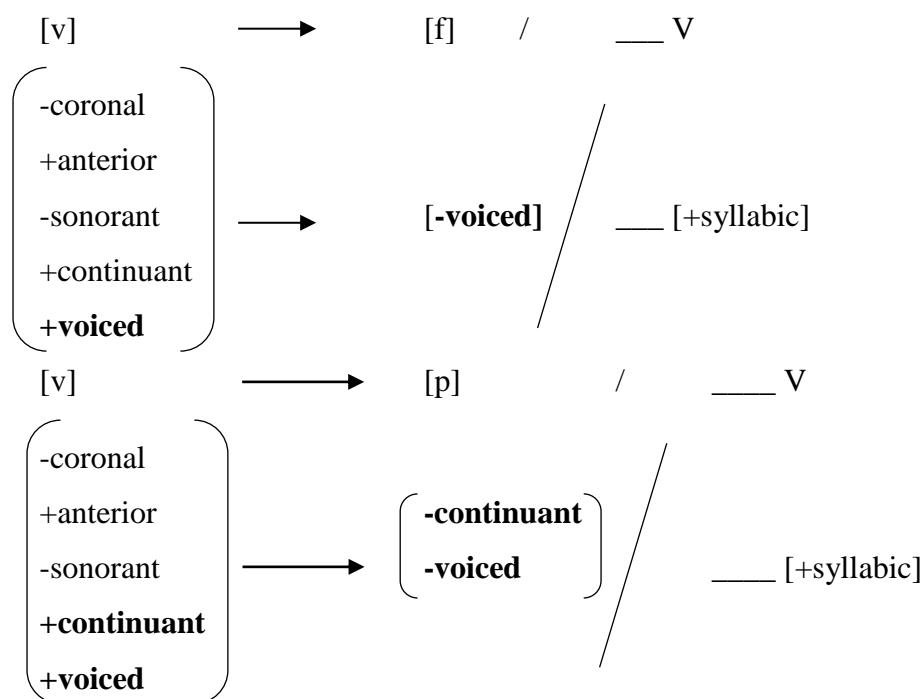 [v] [f] / ___ V
-coronal
+anterior
-sonorant [-voiced] ___ [+syllabic]
+continuant
+voiced
[v] [p] / ____ V
-coronal
+anterior -continuant
-sonorant -voiced ____ [+syllabic]
+continuant
+voiced